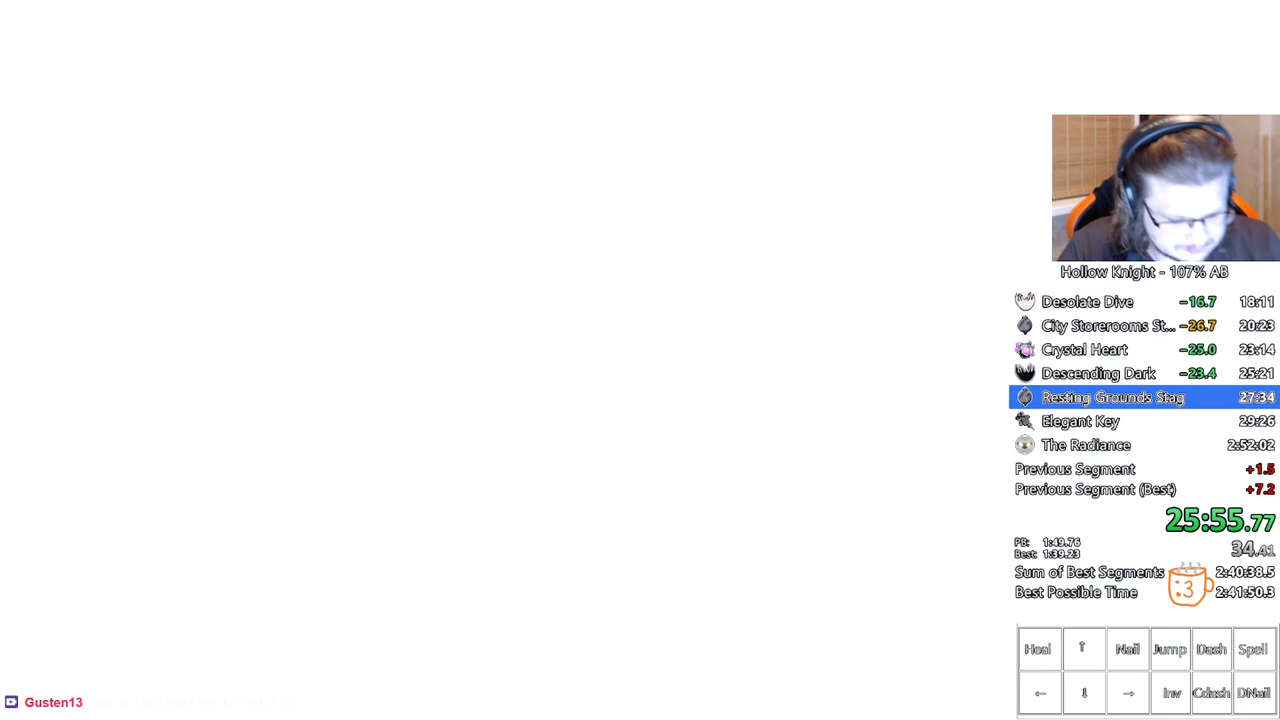 Hollow Knight - 107% AB
Desolate Dive -16.7 18:11
City Storerooms St... -26.7 20:23
Crystal Heart -25.0 23:14
Descending Dark -23.4 25:21
Resting Grounds Stag 27:34
Elegant Key 29:26
The Radiance 2:52:02
Previous Segment +1.5
Previous Segment (Best) +7.2
25:55.77
PB: 1:49.76
Best: 1:39.23
34.41
Sum of Best Segments 2:40:38.5
Best Possible Time 2:41:50.3
:3
Heal ↑ Nail Jump Dash Spell
← ↓ → Inv Cdash DNail
Gusten13